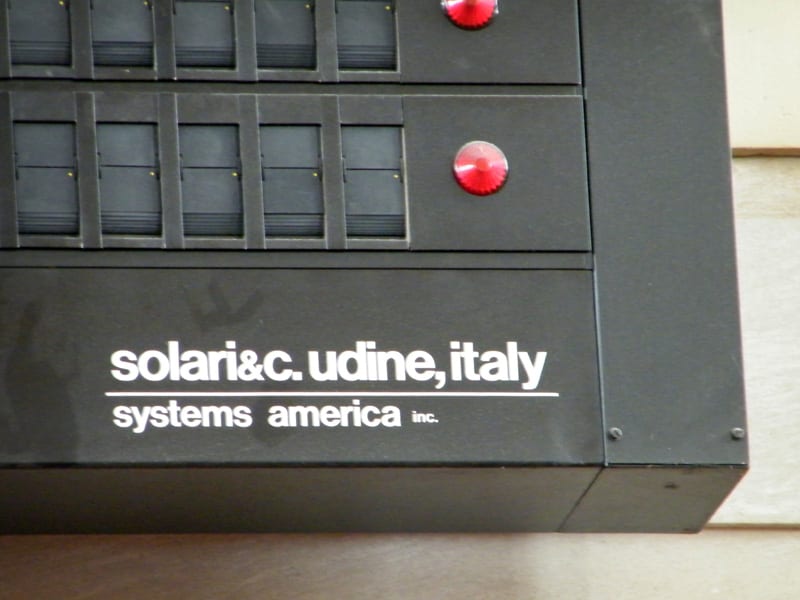 solari&c. udine, italy
systems america inc.